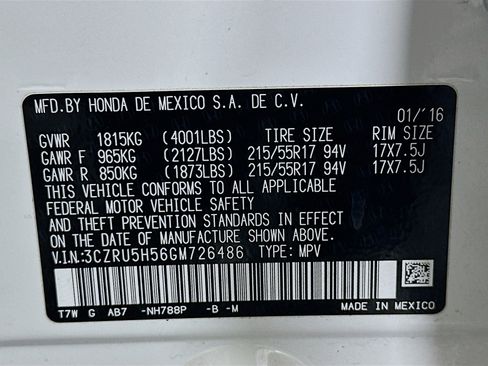 MFD.BY HONDA DE MEXICO S.A. DE C.V.
01/'16
GVWR 1815KG (4001LBS) RIM SIZE
GAWR F 965KG (2127LBS) 215/55R17 94V 17X7.5J
GAWR R 850KG (1873LBS) 215/55R17 94V 17X7.5J
THIS VEHICLE CONFORMS TO ALL APPLICABLE
FEDERAL MOTOR VEHICLE SAFETY
AND THEFT PREVENTION STANDARDS IN EFFECT
ON THE DATE OF MANUFACTURE SHOWN ABOVE.
V.IN:3CZRU5H56GM726486 TYPE: MPV
T7W G AB7 -NH788P -B -M
MADE IN MEXICO